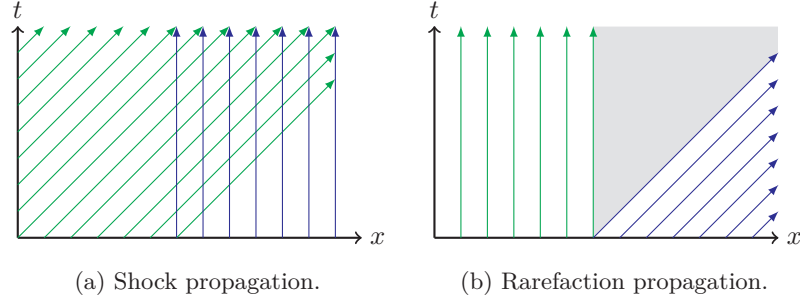 t
x
(a) Shock propagation.
t
x
(b) Rarefaction propagation.